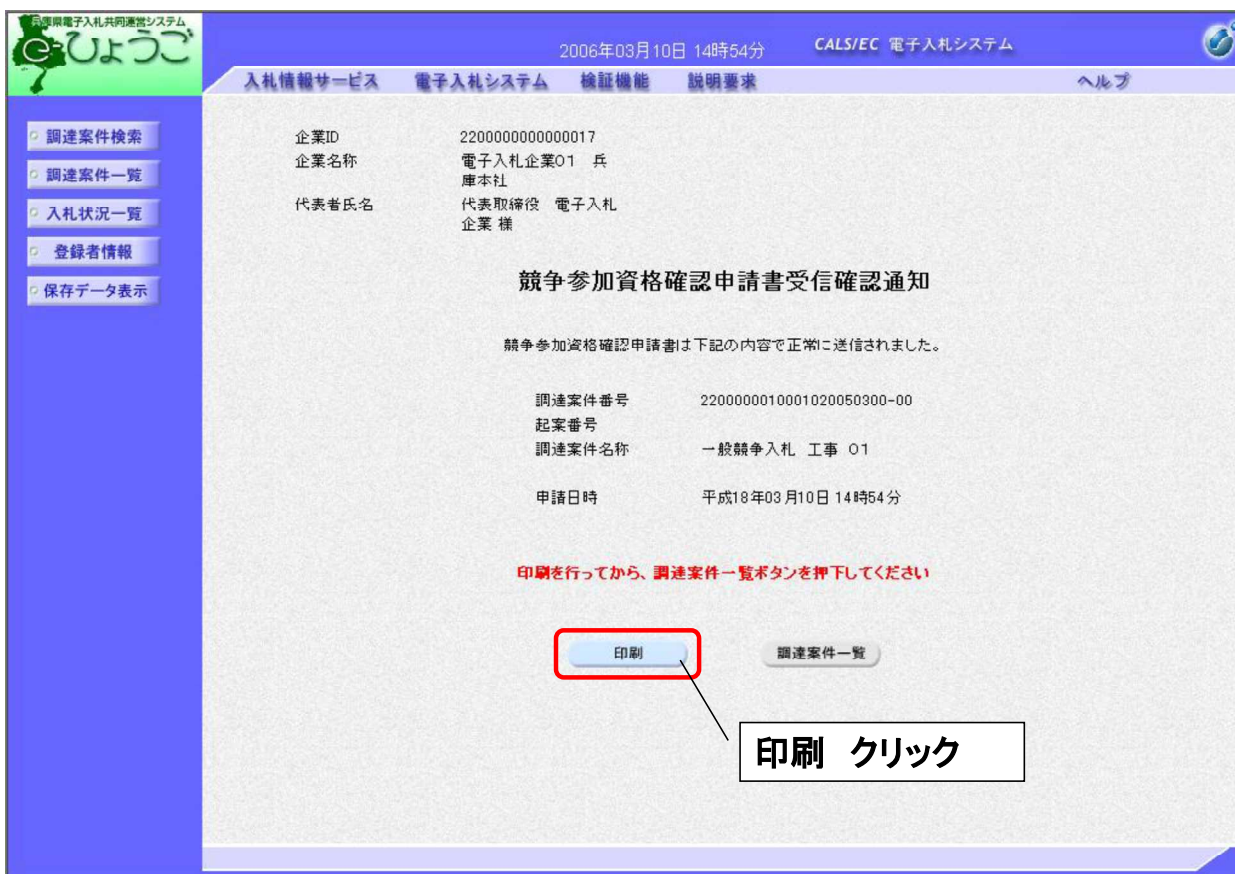 兵庫県電子入札共同運営システム
eひょうご
2006年03月10日 14時54分
CALS/EC 電子入札システム
入札情報サービス
電子入札システム
検証機能
説明要求
ヘルプ
調達案件検索
調達案件一覧
入札状況一覧
登録者情報
保存データ表示
企業ID 2200000000000017
企業名称 電子入札企業01 兵
庫本社
代表者氏名 代表取締役 電子入札
企業 様
競争参加資格確認申請書受信確認通知
競争参加資格確認申請書は下記の内容で正常に送信されました。
調達案件番号 2200000010001020050300-00
起案番号
調達案件名称 一般競争入札 工事 01
申請日時 平成18年03月10日 14時54分
印刷を行ってから、調達案件一覧ボタンを押下してください
印刷
調達案件一覧
印刷 クリック